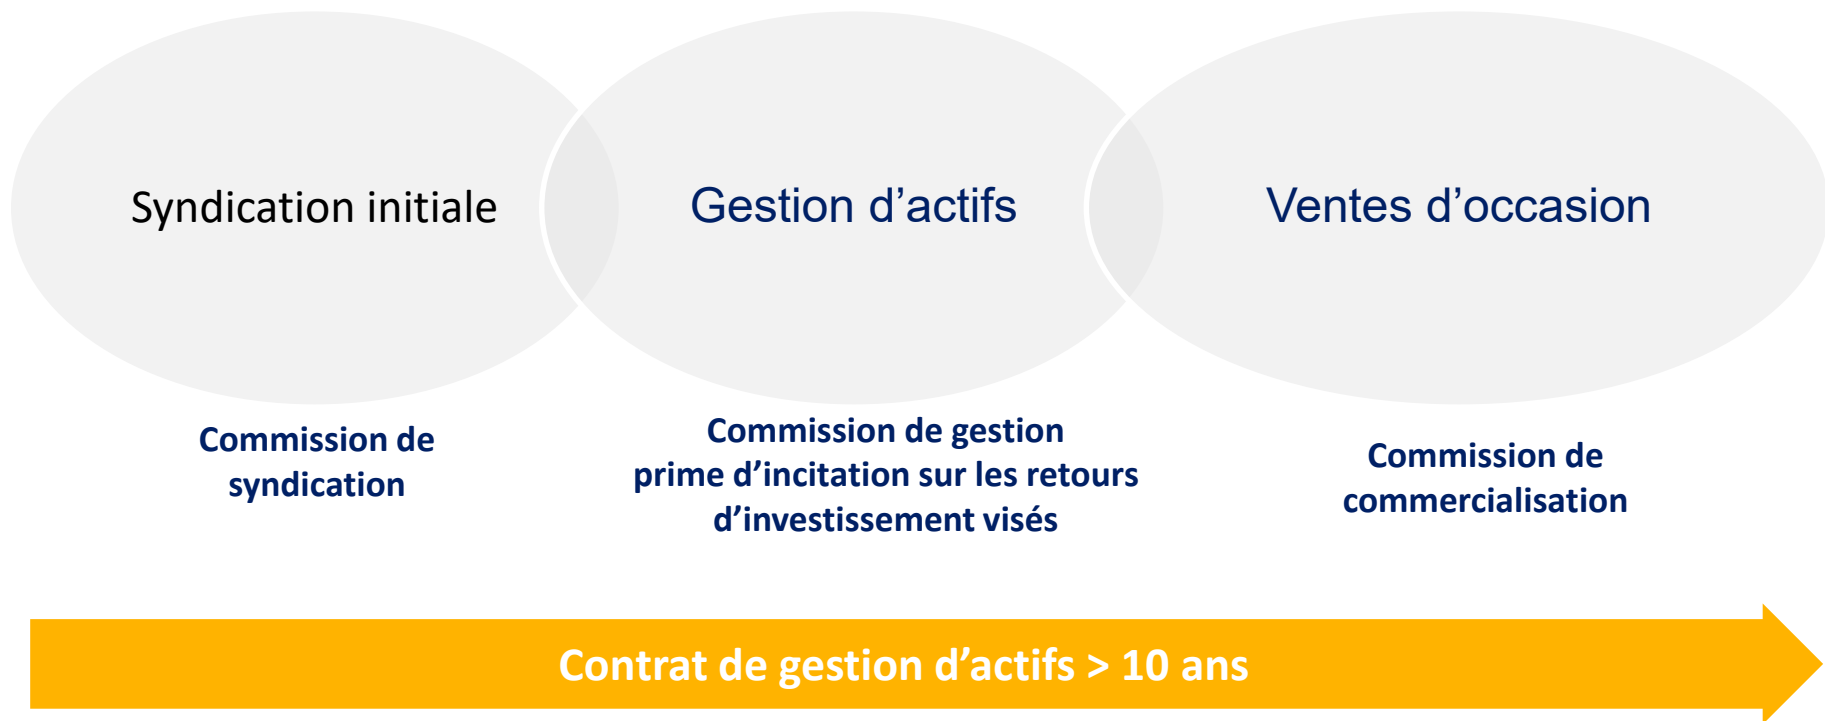 Syndication initiale
Gestion d’actifs
Ventes d’occasion
Commission de
syndication
Commission de gestion
prime d’incitation sur les retours
d’investissement visés
Commission de
commercialisation
Contrat de gestion d’actifs > 10 ans